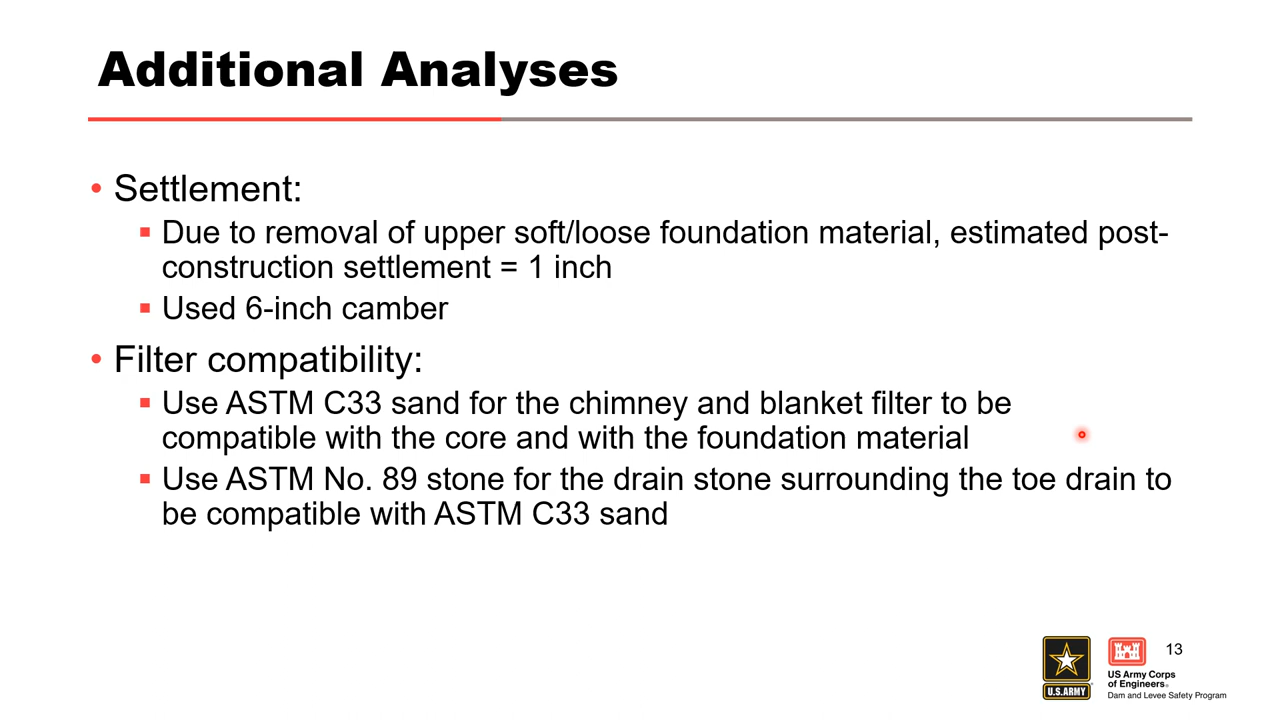 Additional Analyses
• Settlement:
▪ Due to removal of upper soft/loose foundation material, estimated post-
construction settlement = 1 inch
▪ Used 6-inch camber
• Filter compatibility:
▪ Use ASTM C33 sand for the chimney and blanket filter to be
compatible with the core and with the foundation material
▪ Use ASTM No. 89 stone for the drain stone surrounding the toe drain to
be compatible with ASTM C33 sand
13
U.S.ARMY
US Army Corps
of Engineers®
Dam and Levee Safety Program